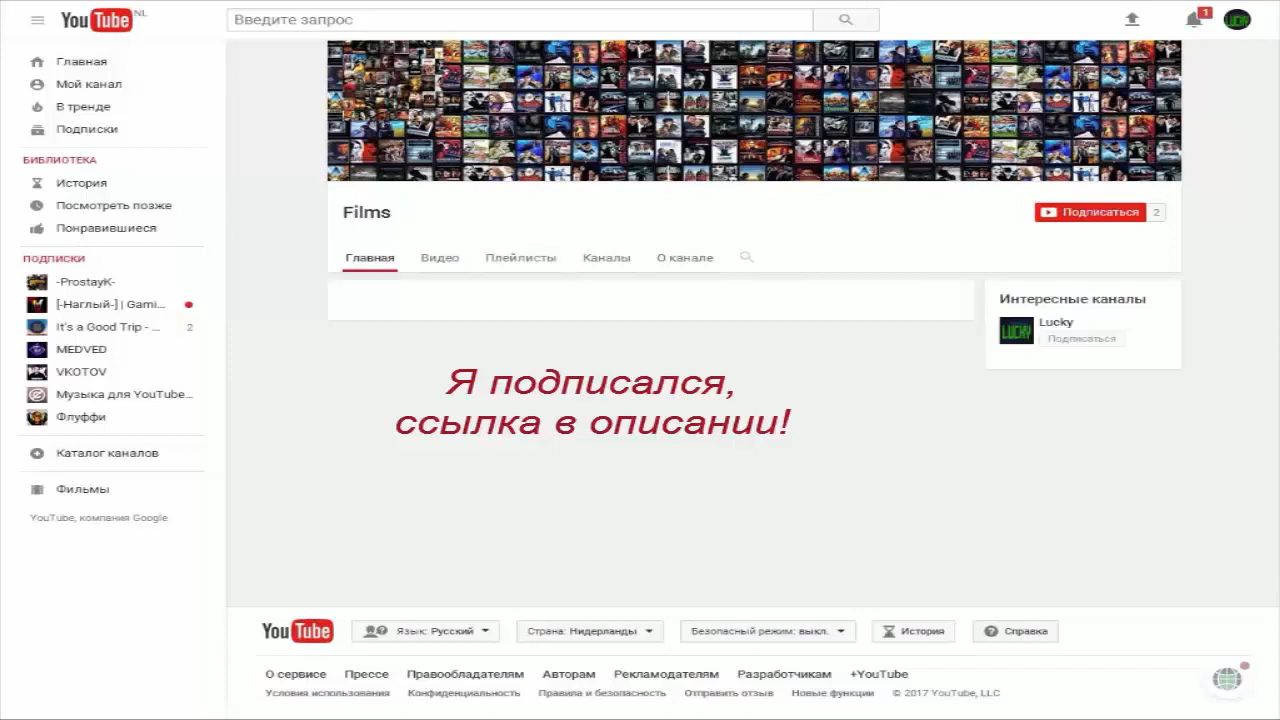 YouTube NL
Введите запрос
1
LUCKY
Главная
Мой канал
В тренде
Подписки
БИБЛИОТЕКА
История
Посмотреть позже
Понравившиеся
ПОДПИСКИ
-ProstayK-
[-Наглый-] | Gami...
It's a Good Trip - ... 2
MEDVED
VKOTOV
Музыка для YouTube...
Флуффи
Каталог каналов
Фильмы
YouTube, компания Google
Films
Подписаться 2
Главная Видео Плейлисты Каналы О канале
Интересные каналы
LUCKY
Lucky
Подписаться
Я подписался,
ссылка в описании!
YouTube Язык: Русский Страна: Нидерланды Безопасный режим: выкл. История Справка
О сервисе Прессе Правообладателям Авторам Рекламодателям Разработчикам +YouTube
Условия использования Конфиденциальность Правила и безопасность Отправить отзыв Новые функции © 2017 YouTube, LLC